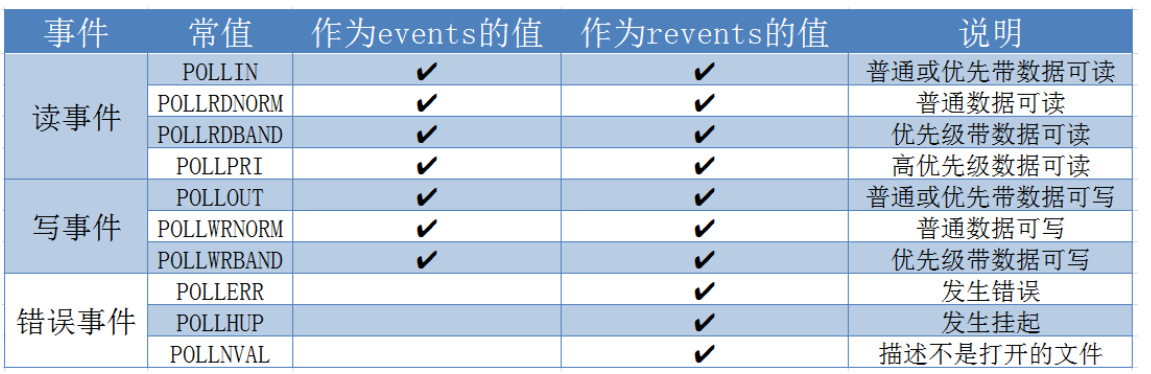 事件 常值 作为events的值 作为revents的值 说明
读事件
POLLIN ✔ ✔ 普通或优先带数据可读
POLLRDNORM ✔ ✔ 普通数据可读
POLLRDBAND ✔ ✔ 优先级带数据可读
POLLPRI ✔ ✔ 高优先级数据可读
写事件
POLLOUT ✔ ✔ 普通或优先带数据可写
POLLWRNORM ✔ ✔ 普通数据可写
POLLWRBAND ✔ ✔ 优先级带数据可写
错误事件
POLLERR ✔ 发生错误
POLLHUP ✔ 发生挂起
POLLNVAL ✔ 描述不是打开的文件